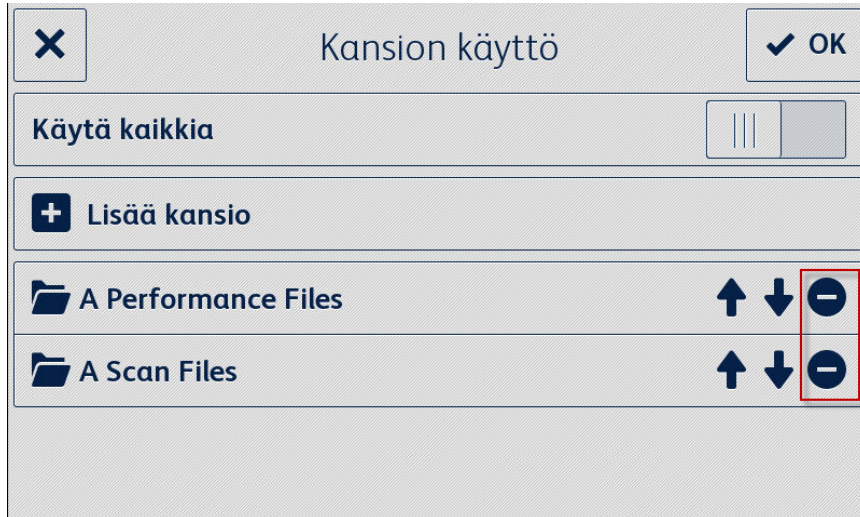 Kansion käyttö
OK
Käytä kaikkia
Lisää kansio
A Performance Files
A Scan Files